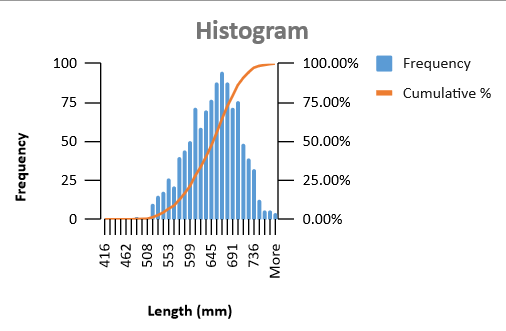 Histogram
Frequency
Cumulative %
Frequency
100 100.00%
75 75.00%
50 50.00%
25 25.00%
0 0.00%
416 462 508 553 599 645 691 736 More
Length (mm)